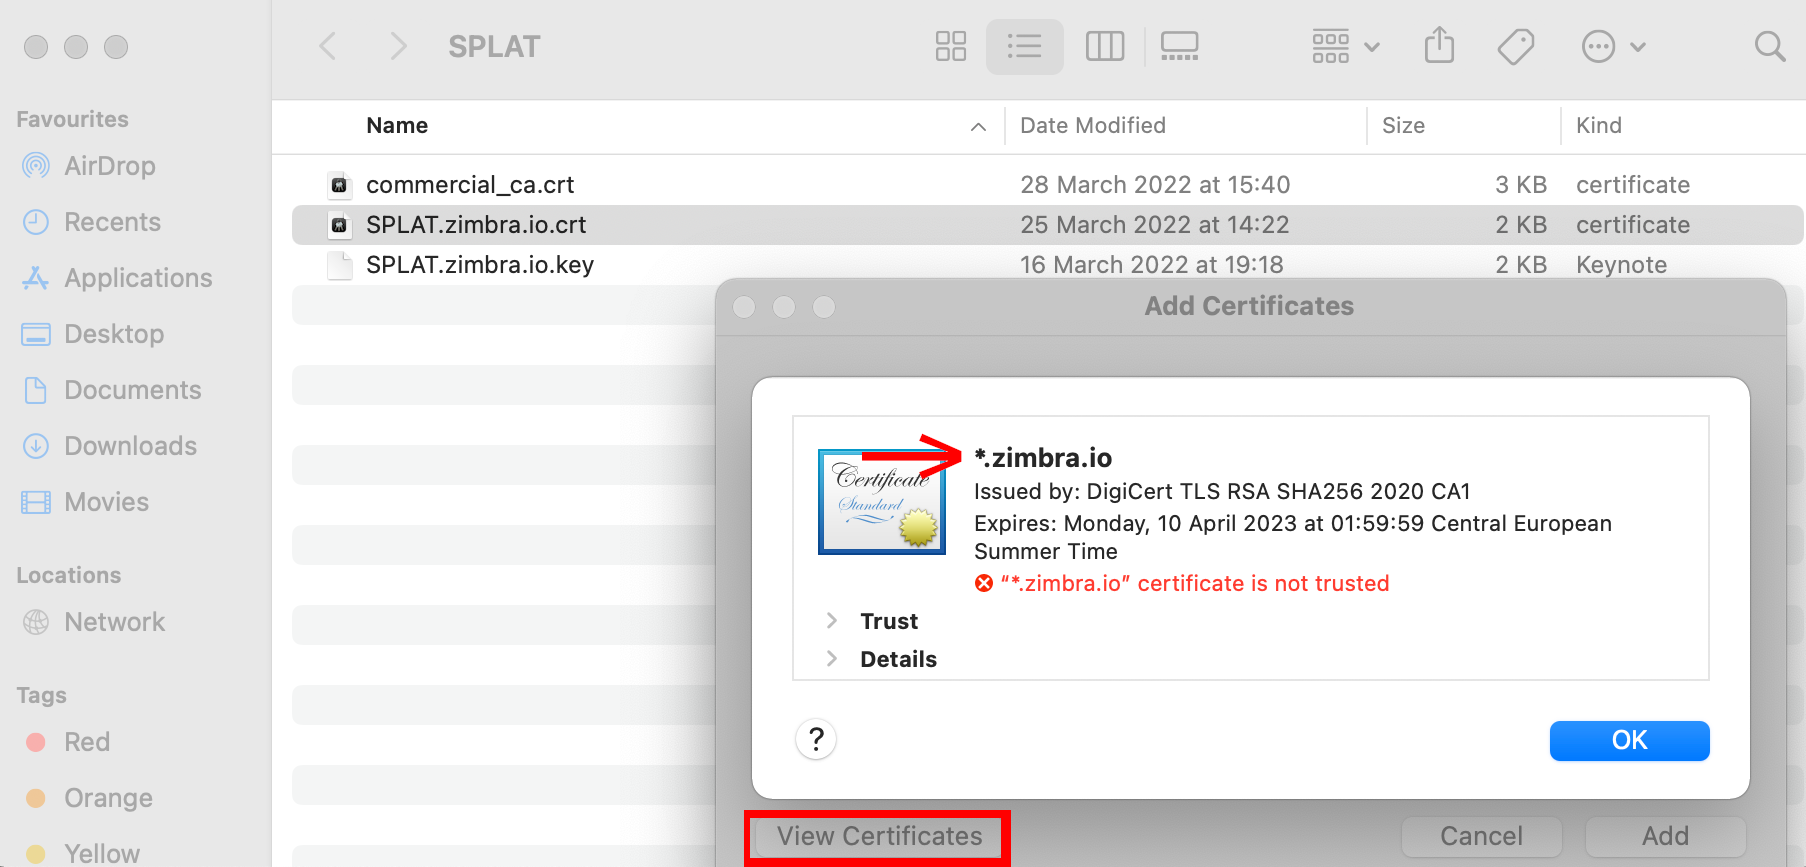 SPLAT
Favourites
AirDrop
Recents
Applications
Desktop
Documents
Downloads
Movies
Locations
Network
Tags
Red
Orange
Yellow
Name Date Modified Size Kind
commercial_ca.crt 28 March 2022 at 15:40 3 KB certificate
SPLAT.zimbra.io.crt 25 March 2022 at 14:22 2 KB certificate
SPLAT.zimbra.io.key 16 March 2022 at 19:18 2 KB Keynote
Add Certificates
Certificate
Standard
*.zimbra.io
Issued by: DigiCert TLS RSA SHA256 2020 CA1
Expires: Monday, 10 April 2023 at 01:59:59 Central European
Summer Time
“*.zimbra.io” certificate is not trusted
Trust
Details
?
OK
View Certificates
Cancel
Add